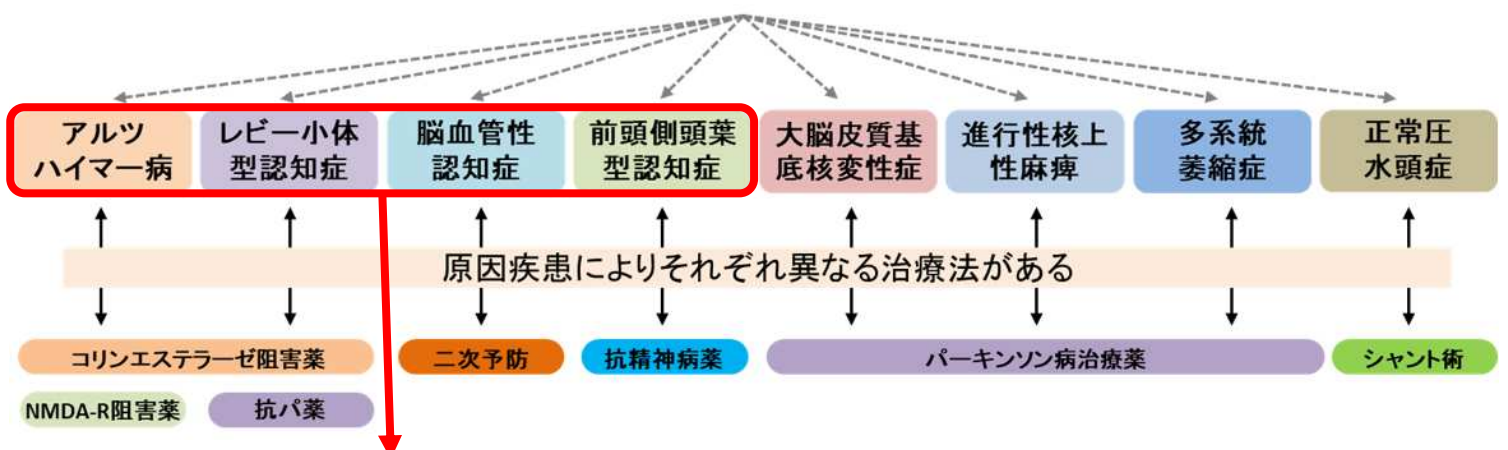 アルツ
ハイマー病
レビー小体
型認知症
脳血管性
認知症
前頭側頭葉
型認知症
大脳皮質基
底核変性症
進行性核上
性麻痺
多系統
萎縮症
正常圧
水頭症
原因疾患によりそれぞれ異なる治療法がある
コリンエステラーゼ阻害薬
二次予防
抗精神病薬
パーキンソン病治療薬
シャント術
NMDA-R阻害薬
抗パ薬